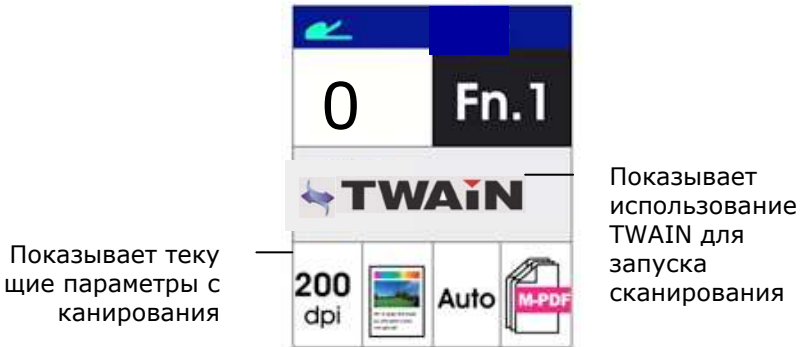 0
Fn.1
TWAiN
Показывает
использование
TWAIN для
запуска
сканирования
Показывает теку
щие параметры с
канирования
200
dpi
Auto
M-PDF